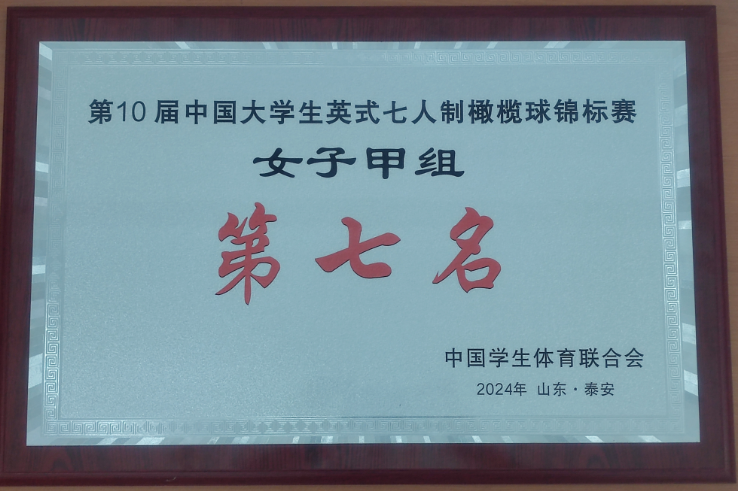 第10届中国大学生英式七人制橄榄球锦标赛
女子甲组
第七名
中国学生体育联合会
2024年 山东·泰安